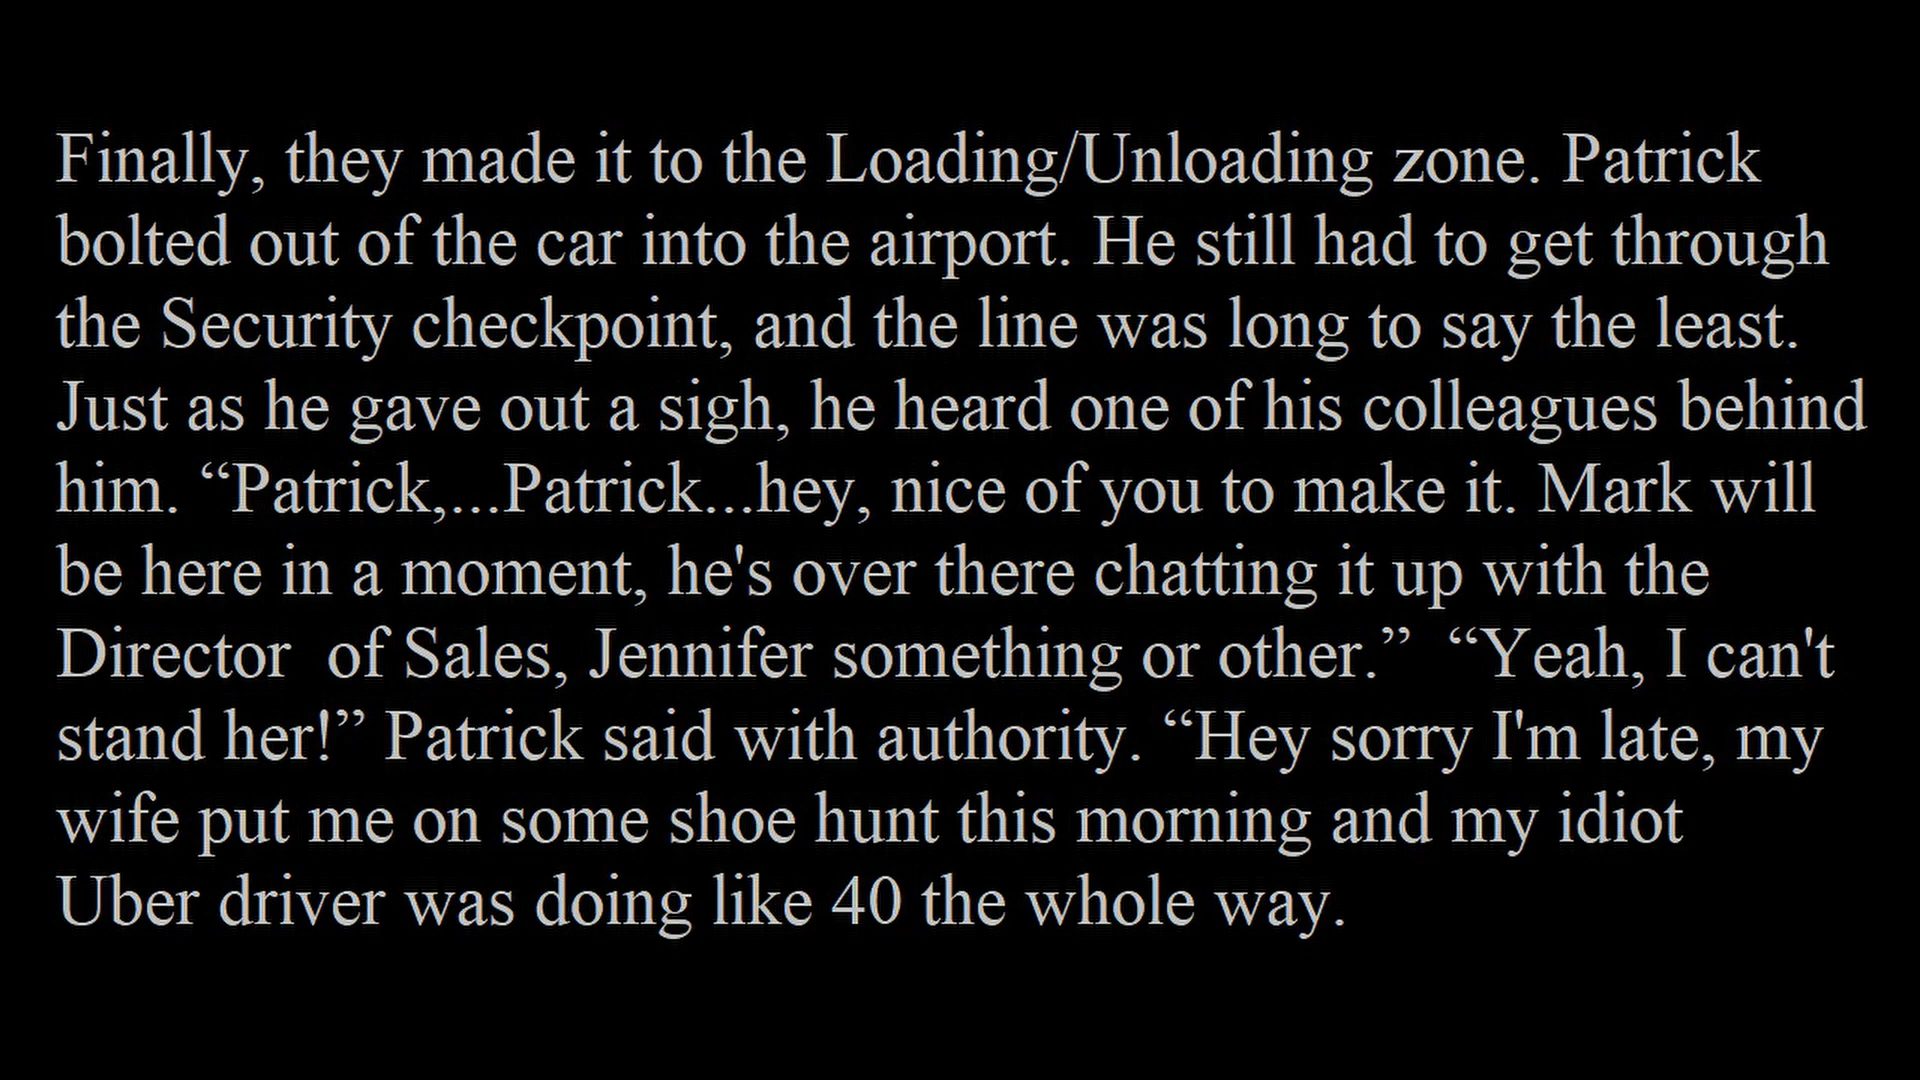 Finally, they made it to the Loading/Unloading zone. Patrick
bolted out of the car into the airport. He still had to get through
the Security checkpoint, and the line was long to say the least.
Just as he gave out a sigh, he heard one of his colleagues behind
him. “Patrick,...Patrick...hey, nice of you to make it. Mark will
be here in a moment, he's over there chatting it up with the
Director  of Sales, Jennifer something or other.”  “Yeah, I can't
stand her!” Patrick said with authority. “Hey sorry I'm late, my
wife put me on some shoe hunt this morning and my idiot
Uber driver was doing like 40 the whole way.